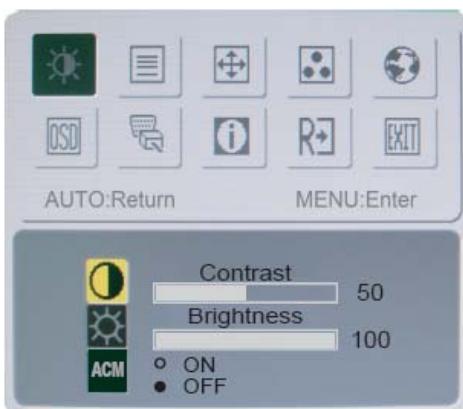 OSD
i
R
EXIT
AUTO:Return MENU:Enter
Contrast
50
Brightness
100
ACM
ON
OFF